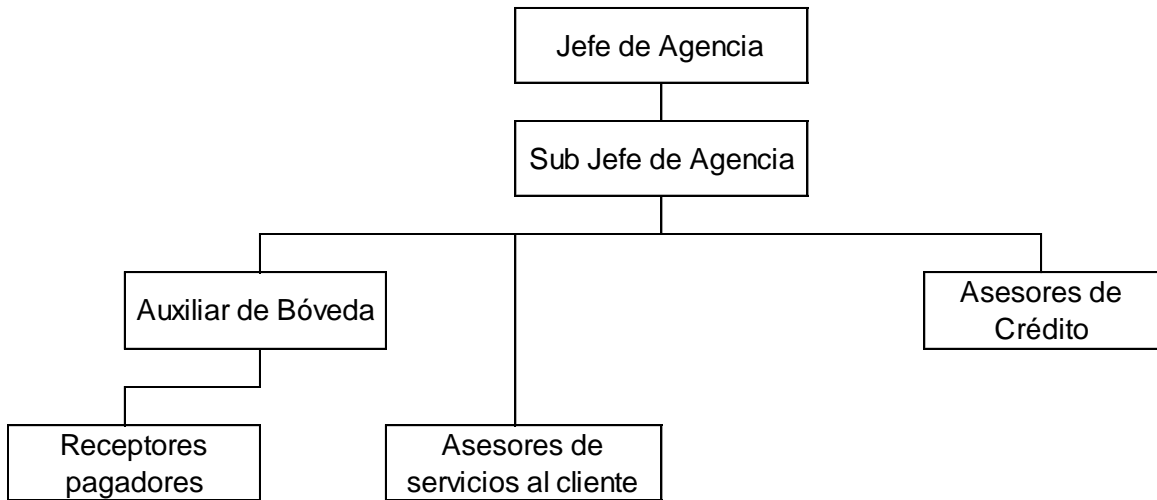 Jefe de Agencia
Sub Jefe de Agencia
Auxiliar de Bóveda
Asesores de
Crédito
Receptores
pagadores
Asesores de
servicios al cliente